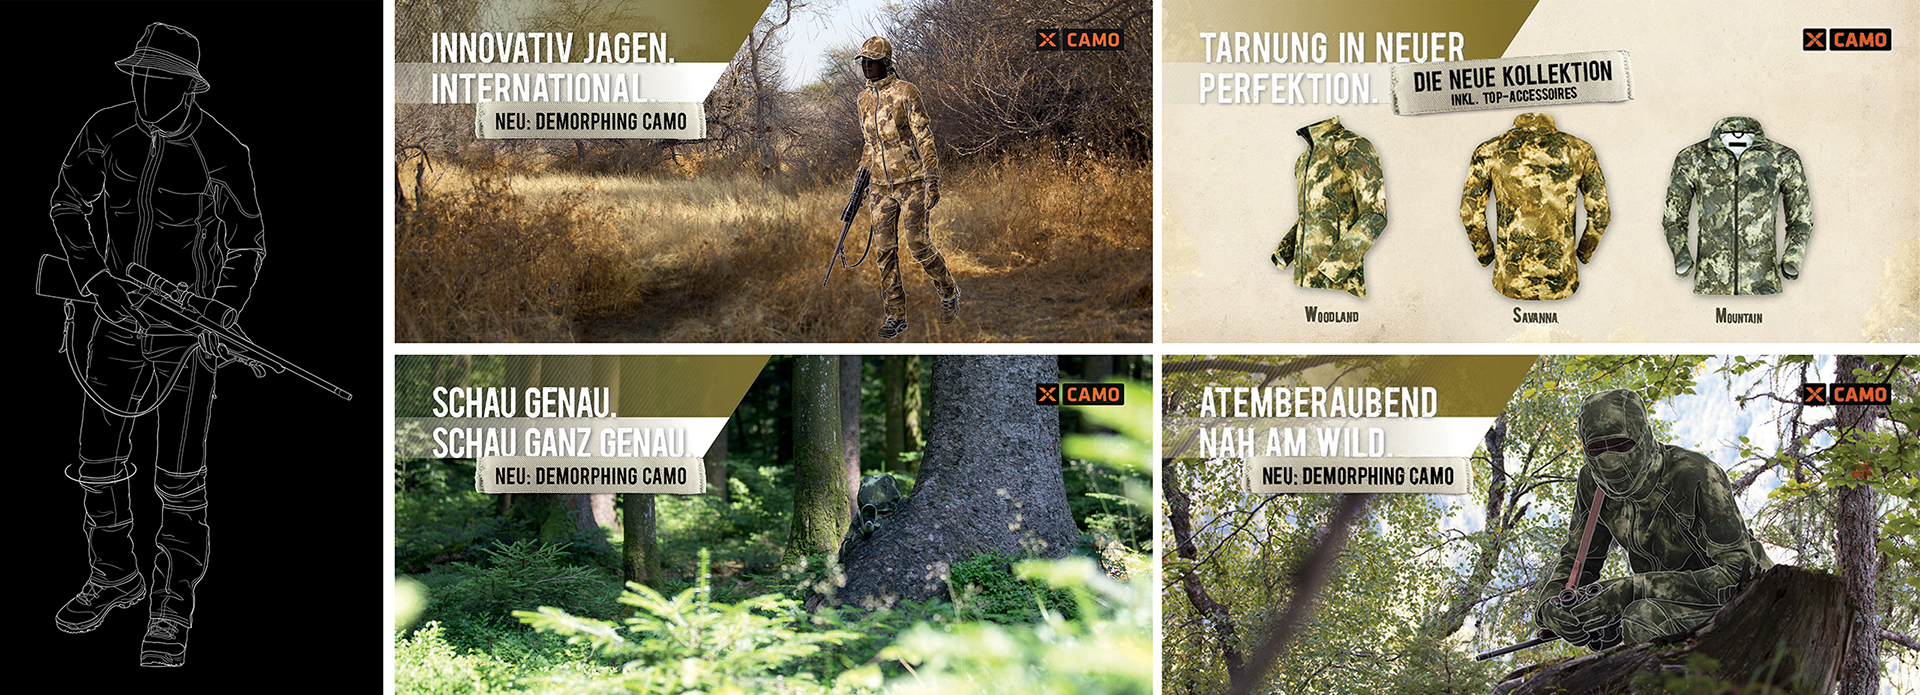 INNOVATIV JAGEN.
INTERNATIONAL.
NEU: DEMORPHING CAMO
X CAMO
TARNUNG IN NEUER
PERFEKTION.
DIE NEUE KOLLEKTION
INKL. TOP-ACCESSOIRES
X CAMO
WOODLAND
SAVANNA
MOUNTAIN
SCHAU GENAU.
SCHAU GANZ GENAU.
NEU: DEMORPHING CAMO
X CAMO
ATEMBERAUBEND
NAH AM WILD.
NEU: DEMORPHING CAMO
X CAMO